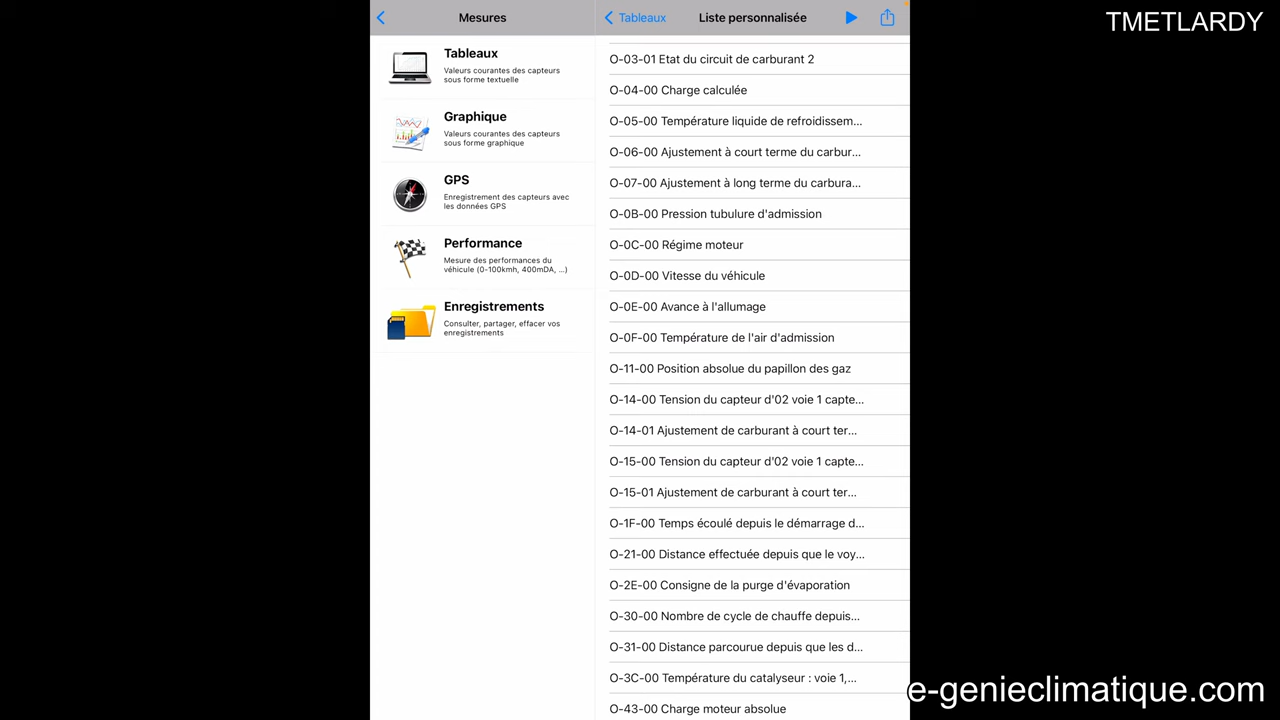 Mesures
Tableaux
Liste personnalisée
TMETLARDY
Tableaux
Valeurs courantes des capteurs
sous forme textuelle
Graphique
Valeurs courantes des capteurs
sous forme graphique
GPS
Enregistrement des capteurs avec
les données GPS
Performance
Mesure des performances du
véhicule (0-100kmh, 400mDA, ...)
Enregistrements
Consulter, partager, effacer vos
enregistrements
O-03-01 Etat du circuit de carburant 2
O-04-00 Charge calculée
O-05-00 Température liquide de refroidissem...
O-06-00 Ajustement à court terme du carbur...
O-07-00 Ajustement à long terme du carbura...
O-0B-00 Pression tubulure d'admission
O-0C-00 Régime moteur
O-0D-00 Vitesse du véhicule
O-0E-00 Avance à l'allumage
O-0F-00 Température de l'air d'admission
O-11-00 Position absolue du papillon des gaz
O-14-00 Tension du capteur d'02 voie 1 capte...
O-14-01 Ajustement de carburant à court ter...
O-15-00 Tension du capteur d'02 voie 1 capte...
O-15-01 Ajustement de carburant à court ter...
O-1F-00 Temps écoulé depuis le démarrage d...
O-21-00 Distance effectuée depuis que le voy...
O-2E-00 Consigne de la purge d'évaporation
O-30-00 Nombre de cycle de chauffe depuis...
O-31-00 Distance parcourue depuis que les d...
O-3C-00 Température du catalyseur : voie 1,...
O-43-00 Charge moteur absolue
e-genieclimatique.com